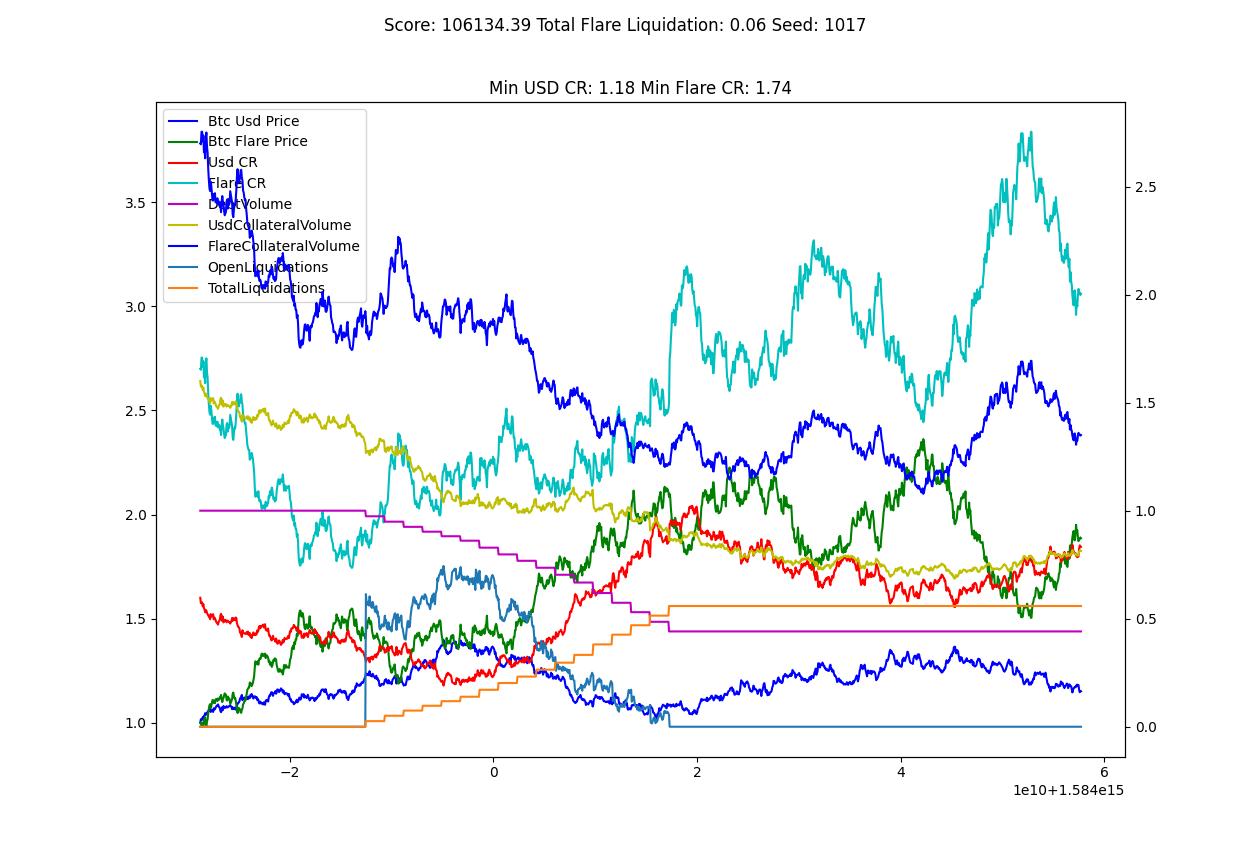 Score: 106134.39 Total Flare Liquidation: 0.06 Seed: 1017
Min USD CR: 1.18 Min Flare CR: 1.74
Btc Usd Price
Btc Flare Price
Usd CR
Flare CR
DebtVolume
UsdCollateralVolume
FlareCollateralVolume
OpenLiquidations
TotalLiquidations
3.5
3.0
2.5
2.0
1.5
1.0
2.5
2.0
1.5
1.0
0.5
0.0
−2
0
2
4
6
1e10+1.584e15